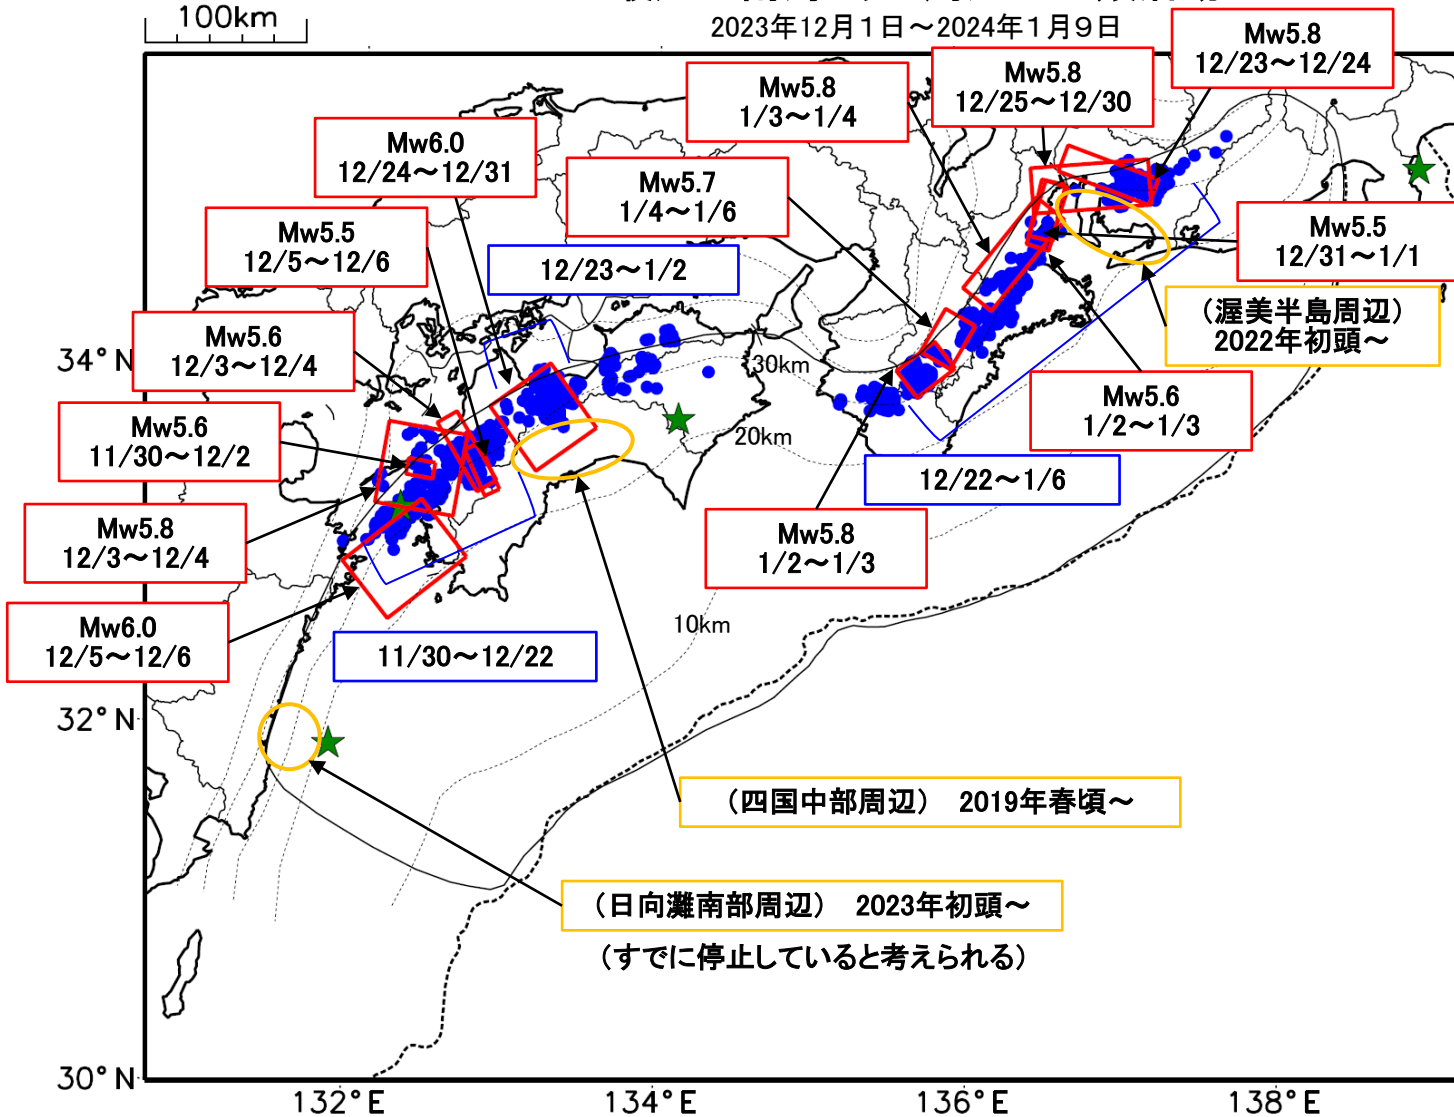 100km
2023年12月1日～2024年1月9日
Mw5.8
12/23～12/24
Mw5.8
12/25～12/30
Mw5.8
1/3～1/4
Mw6.0
12/24～12/31
Mw5.7
1/4～1/6
Mw5.5
12/5～12/6
Mw5.5
12/31～1/1
12/23～1/2
（渥美半島周辺）
2022年初頭～
Mw5.6
12/3～12/4
34°N
30km
Mw5.6
1/2～1/3
Mw5.6
11/30～12/2
20km
12/22～1/6
Mw5.8
12/3～12/4
Mw5.8
1/2～1/3
Mw6.0
12/5～12/6
10km
11/30～12/22
32°N
（四国中部周辺） 2019年春頃～
（日向灘南部周辺） 2023年初頭～
（すでに停止していると考えられる）
30°N
132°E
134°E
136°E
138°E